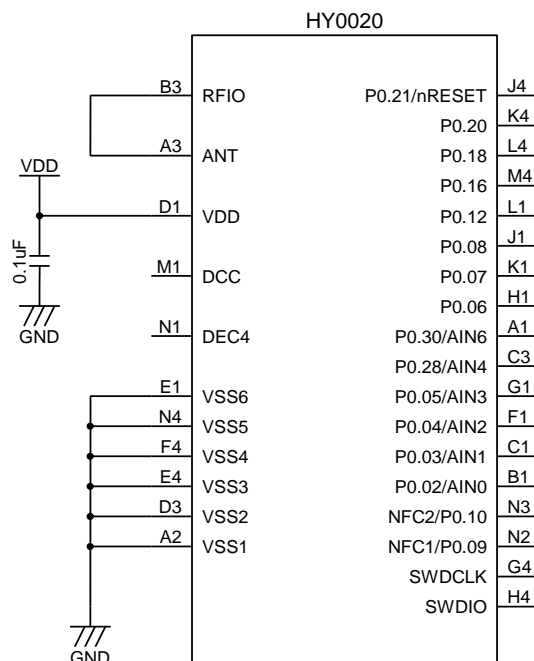 HY0020
B3 RFIO P0.21/nRESET J4
P0.20 K4
A3 ANT P0.18 L4
VDD P0.16 M4
D1 VDD P0.12 L1
P0.08 J1
0.1uF M1 DCC P0.07 K1
P0.06 H1
GND N1 DEC4 P0.30/AIN6 A1
P0.28/AIN4 C3
E1 VSS6 P0.05/AIN3 G1
N4 VSS5 P0.04/AIN2 F1
F4 VSS4 P0.03/AIN1 C1
E4 VSS3 P0.02/AIN0 B1
D3 VSS2 NFC2/P0.10 N3
A2 VSS1 NFC1/P0.09 N2
SWDCLK G4
SWDIO H4
GND